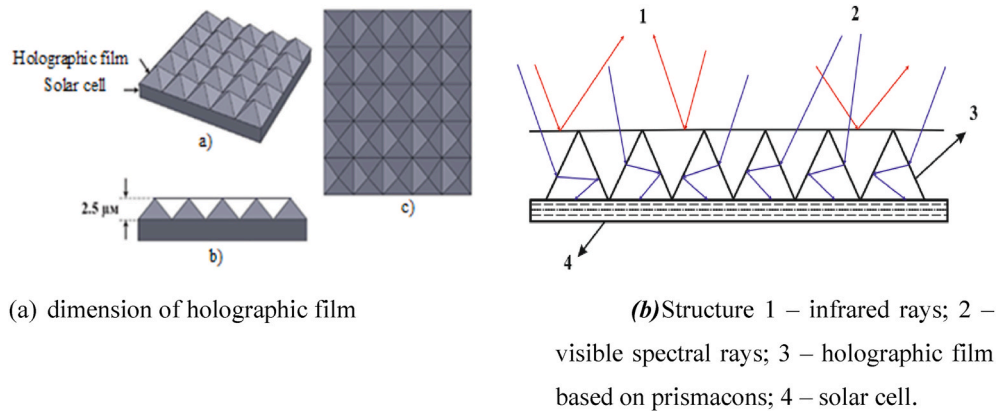 Holographic film
Solar cell
a)
2.5 μм
b)
c)
1
2
3
4
(a) dimension of holographic film
(b)Structure 1 – infrared rays; 2 –
visible spectral rays; 3 – holographic film
based on prismacons; 4 – solar cell.